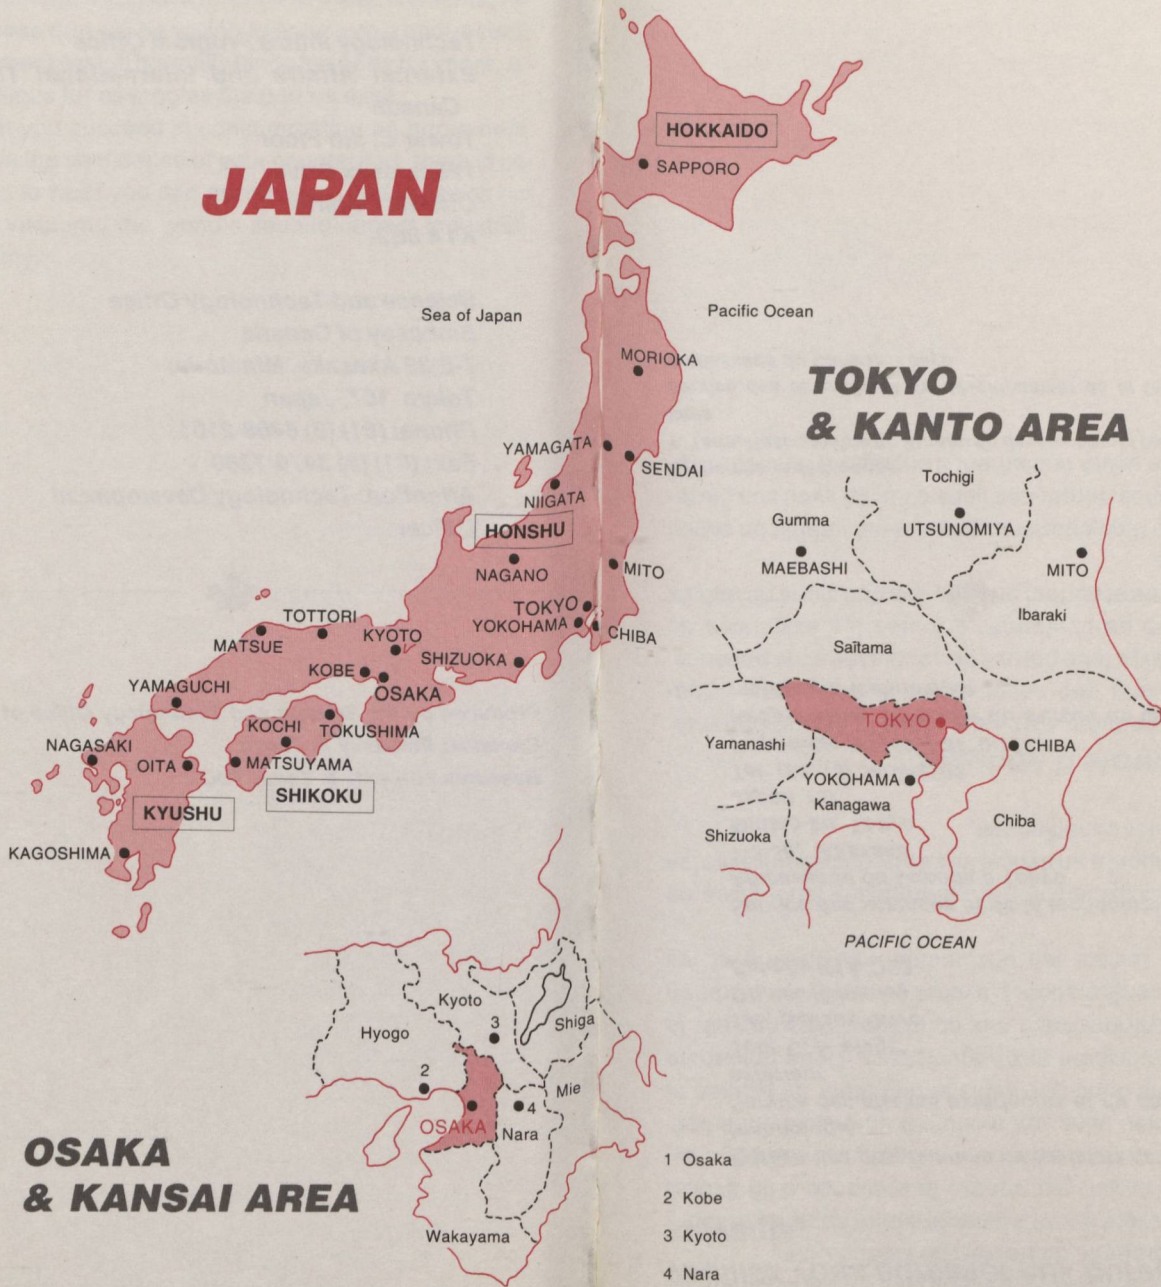 JAPAN
HOKKAIDO
SAPPORO
Sea of Japan
Pacific Ocean
MORIOKA
YAMAGATA
SENDAI
NIIGATA
HONSHU
NAGANO
MITO
TOKYO
YOKOHAMA
CHIBA
TOTTORI
MATSUE
KYOTO
KOBE
SHIZUOKA
OSAKA
YAMAGUCHI
KOCHI
TOKUSHIMA
NAGASAKI
OITA
MATSUYAMA
SHIKOKU
KYUSHU
KAGOSHIMA
TOKYO
& KANTO AREA
Tochigi
Gumma
UTSUNOMIYA
MAEBASHI
MITO
Ibaraki
Saïtama
TOKYO
Yamanashi
CHIBA
YOKOHAMA
Kanagawa
Shizuoka
Chiba
PACIFIC OCEAN
OSAKA
& KANSAI AREA
Kyoto
Hyogo
3
Shiga
2
Mie
4
OSAKA
Nara
Wakayama
1 Osaka
2 Kobe
3 Kyoto
4 Nara